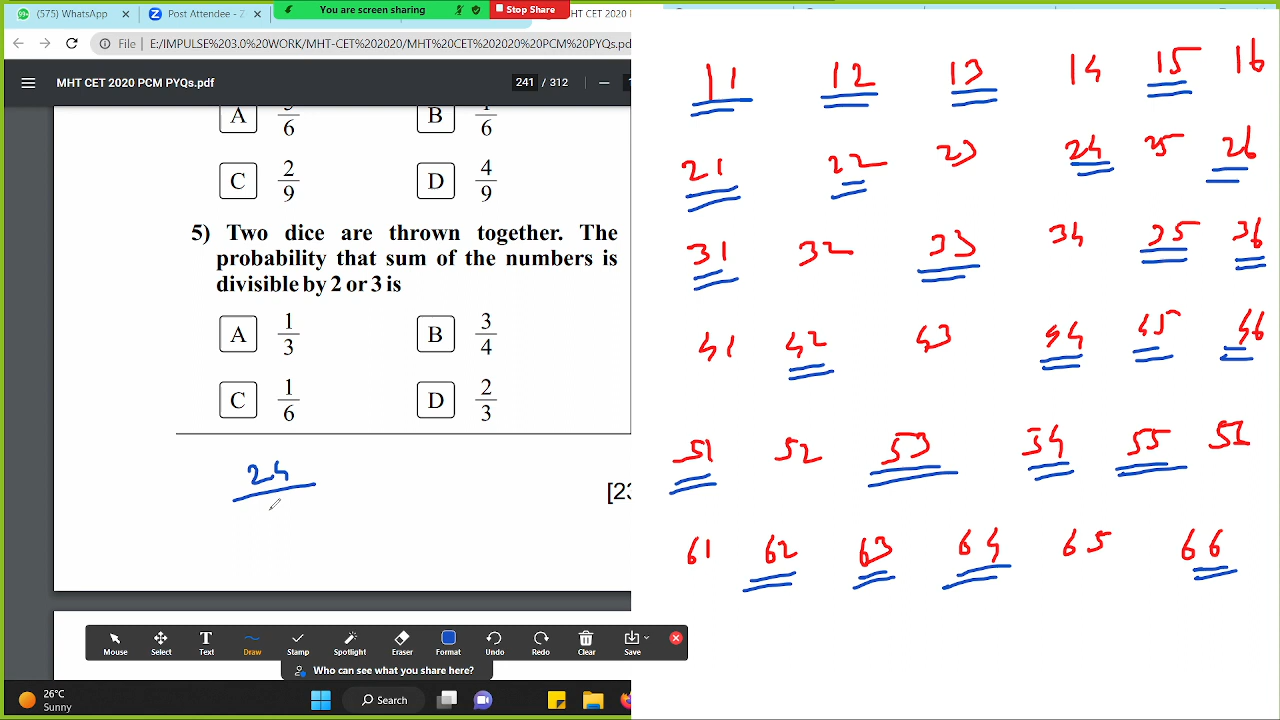 (575) WhatsApp
Post Attendee - Z
You are screen sharing
Stop Share
HT CET 2020
File E:/IMPULSE%203.0%20WORK/MHT-CET%202020/MHT%20CET%202020%20PCM%20PYQs.pd
MHT CET 2020 PCM PYQs.pdf
241 / 312
A 6 B 6
C 2/9 D 4/9
5) Two dice are thrown together. The
probability that sum of the numbers is
divisible by 2 or 3 is
A 1/3 B 3/4
C 1/6 D 2/3
24
[23
11 12 13 14 15 16
21 22 23 24 25 26
31 32 33 34 35 36
41 42 43 44 45 46
51 52 53 54 55 56
61 62 63 64 65 66
Mouse Select Text Draw Stamp Spotlight Eraser Format Undo Redo Clear Save
Who can see what you share here?
26°C
Sunny
Search